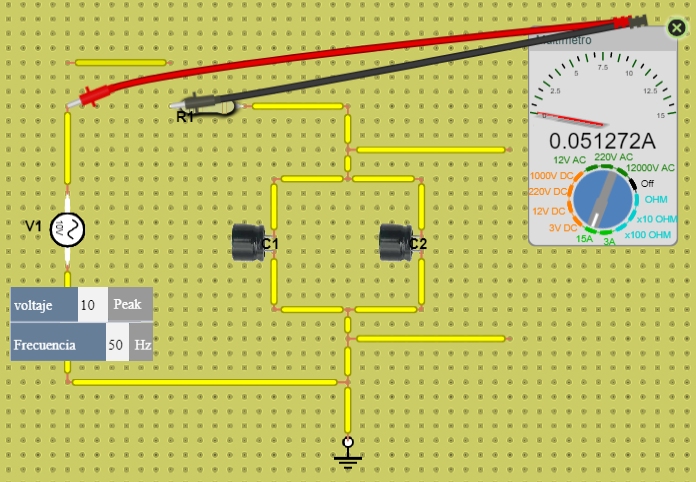 Multímetro
2.5 5 7.5 10 12.5
0 15
0.051272A
12V AC 220V AC 12000V AC
1000V DC Off
220V DC OHM
12V DC x10 OHM
3V DC x100 OHM
15A 3A
R1
V1 10V
C1 C2
voltaje 10 Peak
Frecuencia 50 Hz